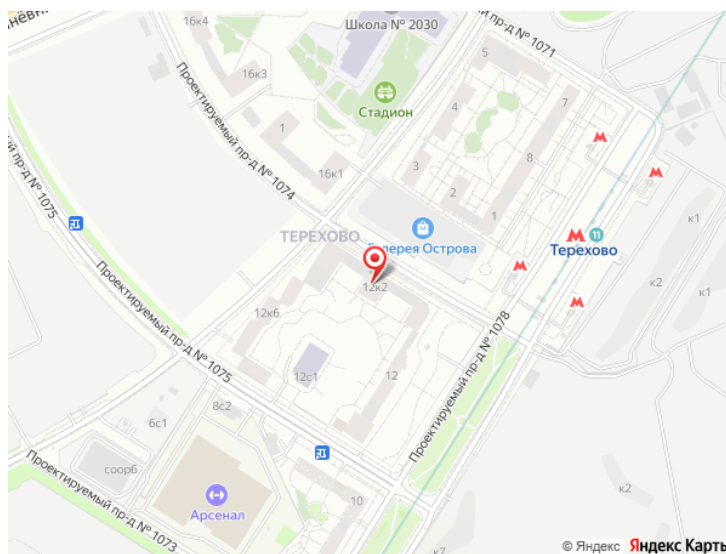 невни
16к4
Школа № 2030
Проектируемый пр-д № 1071
16к3
5
Стадион
4
7
1
Проектируемый пр-д № 1074
3
8
16к1
2
1
к1
Проектируемый пр-д № 1075
ТЕРЕХОВО
Галерея Острова
11
Терехово
к2
к1
12к2
12к6
Проектируемый пр-д № 1078
Проектируемый пр-д № 1075
12с1
12
8с2
6с1
соор6
Арсенал
Проектируемый пр-д № 1073
10
к2
к7
© Яндекс Яндекс Карты